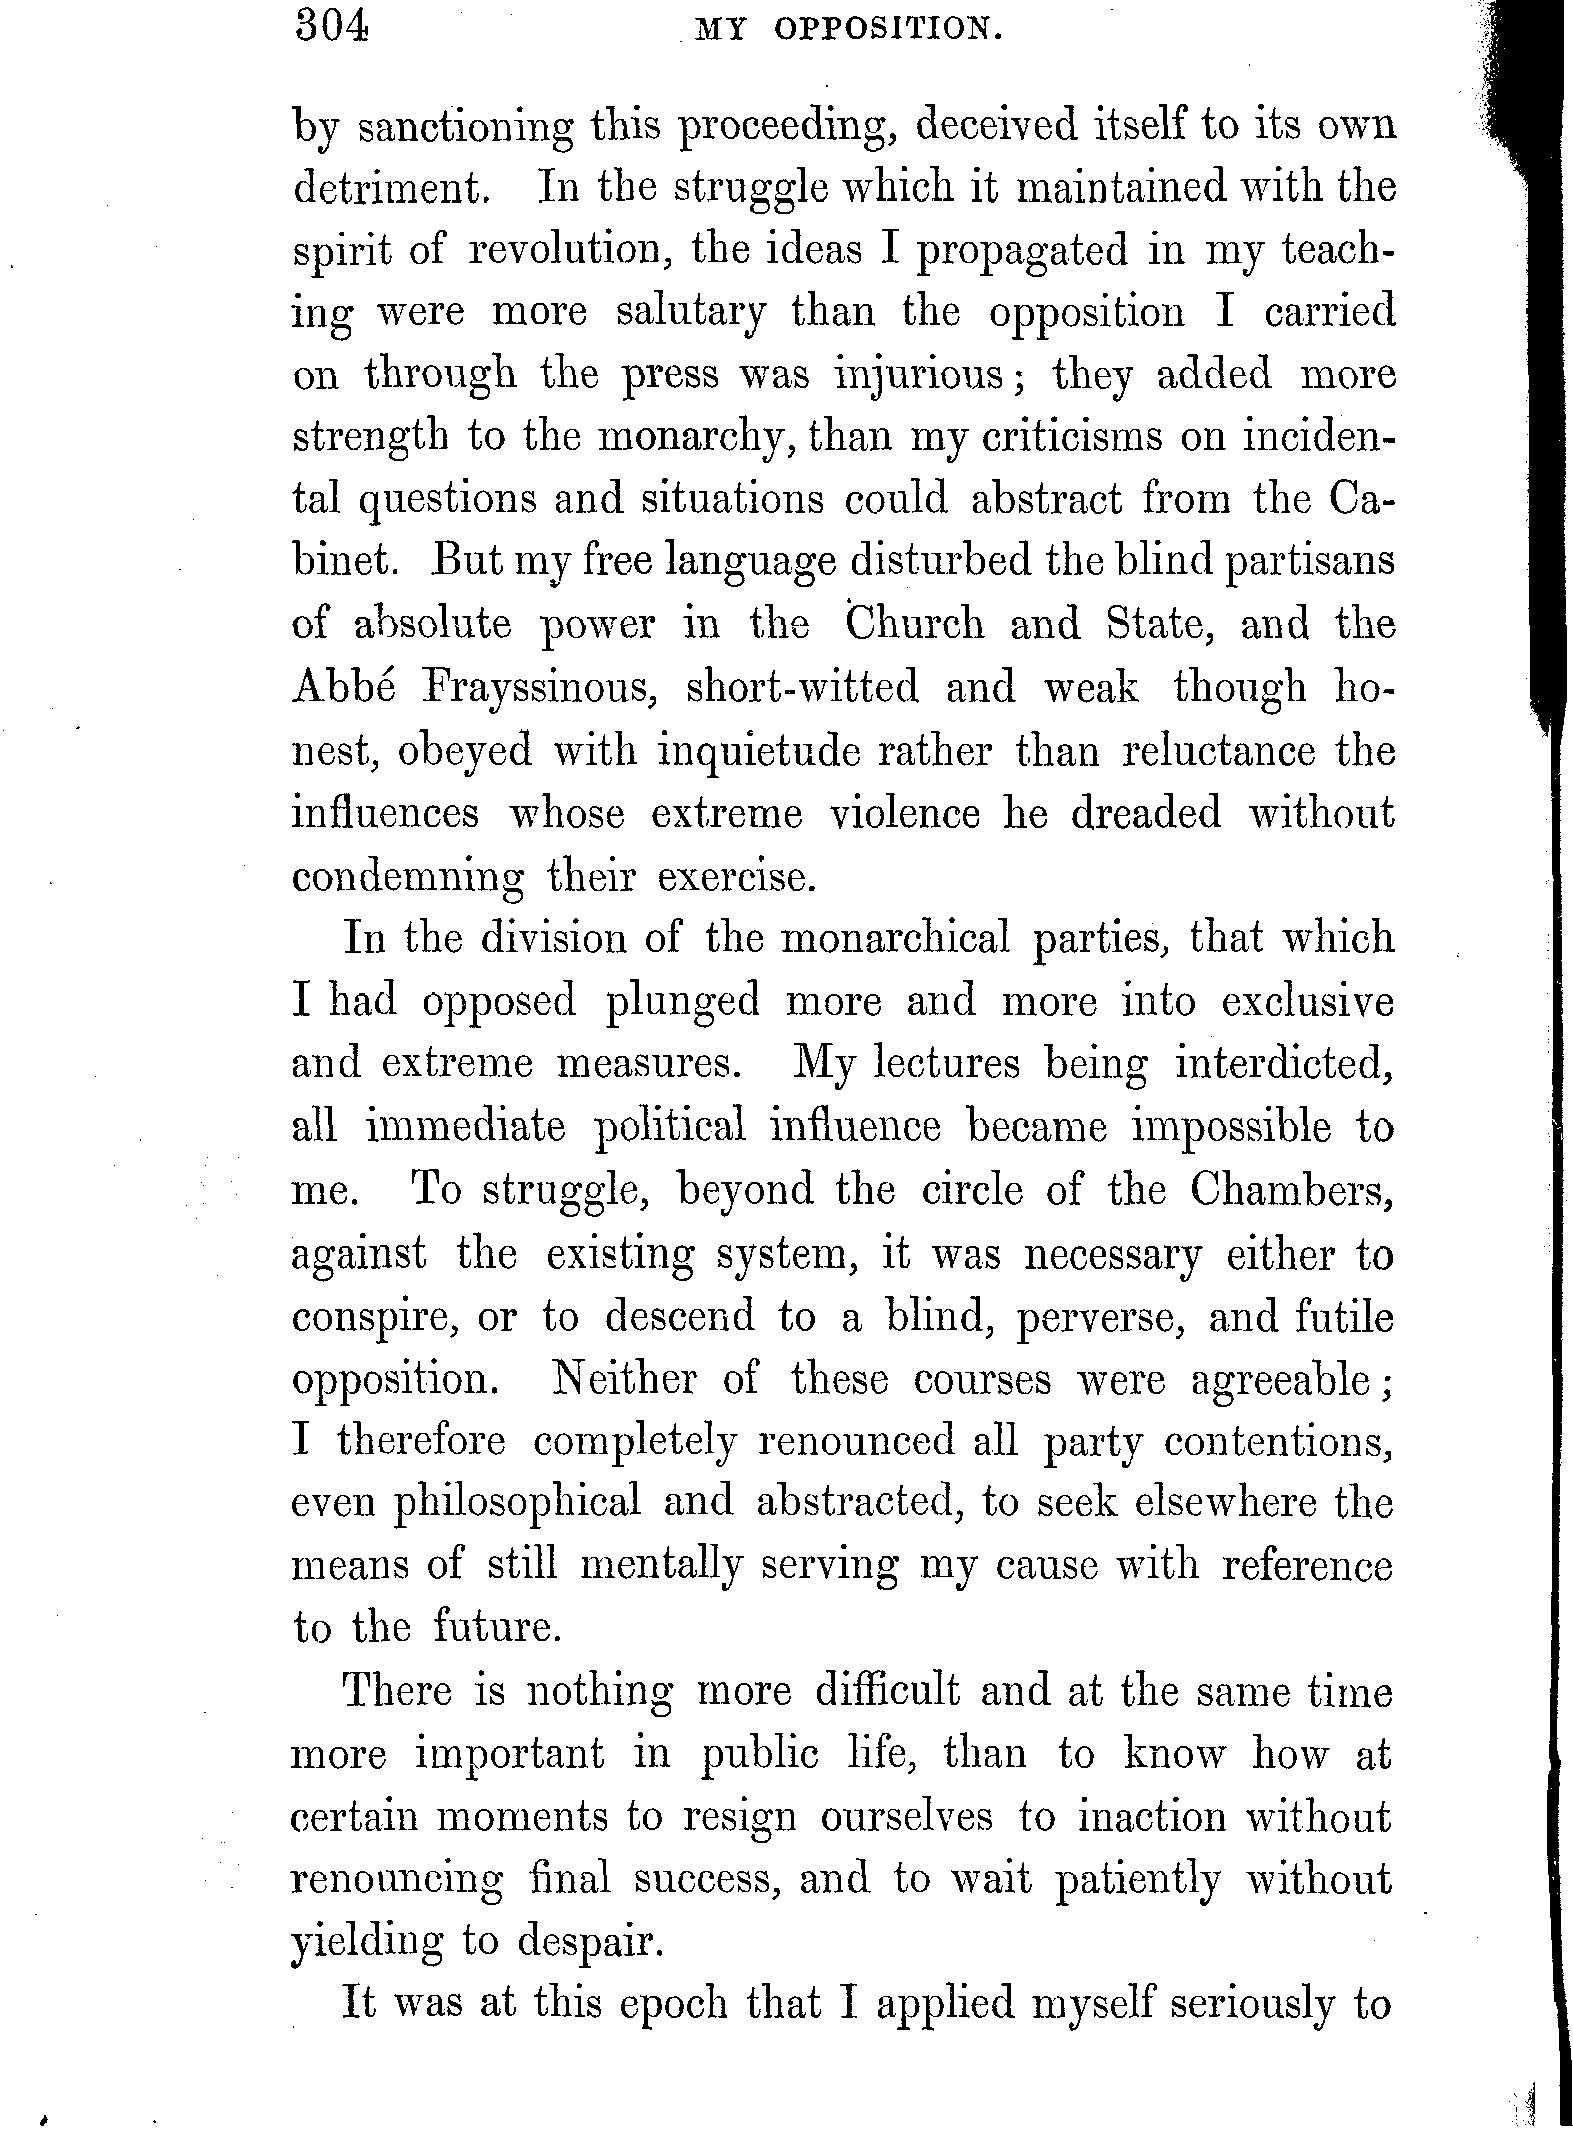 304 MY OPPOSITION.
by sanctioning this proceeding, deceived itself to its own
detriment. In the struggle which it maintained with the
spirit of revolution, the ideas I propagated in my teach-
ing were more salutary than the opposition I carried
on through the press was injurious; they added more
strength to the monarchy, than my criticisms on inciden-
tal questions and situations could abstract from the Ca-
binet. But my free language disturbed the blind partisans
of absolute power in the Church and State, and the
Abbé Frayssinous, short-witted and weak though ho-
nest, obeyed with inquietude rather than reluctance the
influences whose extreme violence he dreaded without
condemning their exercise.
In the division of the monarchical parties, that which
I had opposed plunged more and more into exclusive
and extreme measures. My lectures being interdicted,
all immediate political influence became impossible to
me. To struggle, beyond the circle of the Chambers,
against the existing system, it was necessary either to
conspire, or to descend to a blind, perverse, and futile
opposition. Neither of these courses were agreeable;
I therefore completely renounced all party contentions,
even philosophical and abstracted, to seek elsewhere the
means of still mentally serving my cause with reference
to the future.
There is nothing more difficult and at the same time
more important in public life, than to know how at
certain moments to resign ourselves to inaction without
renouncing final success, and to wait patiently without
yielding to despair.
It was at this epoch that I applied myself seriously to